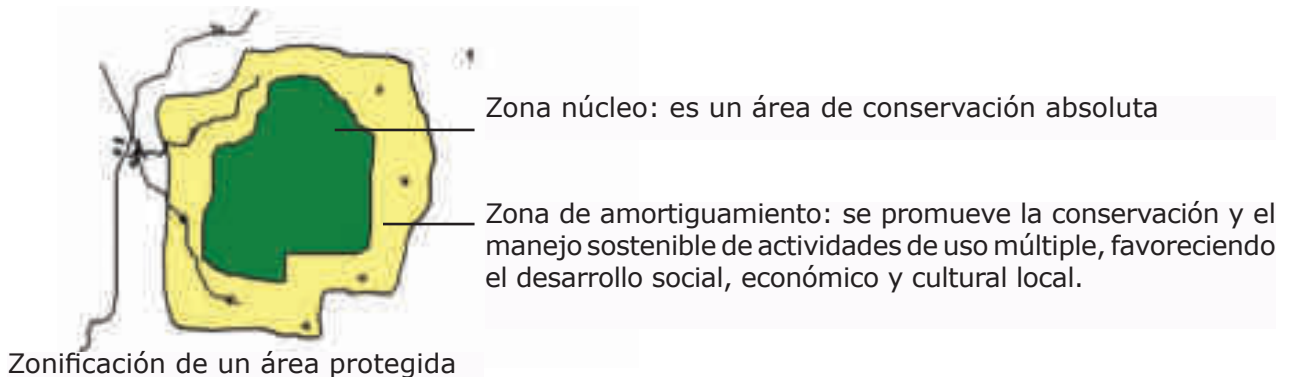 Zona núcleo: es un área de conservación absoluta
Zona de amortiguamiento: se promueve la conservación y el
manejo sostenible de actividades de uso múltiple, favoreciendo
el desarrollo social, económico y cultural local.
Zonificación de un área protegida